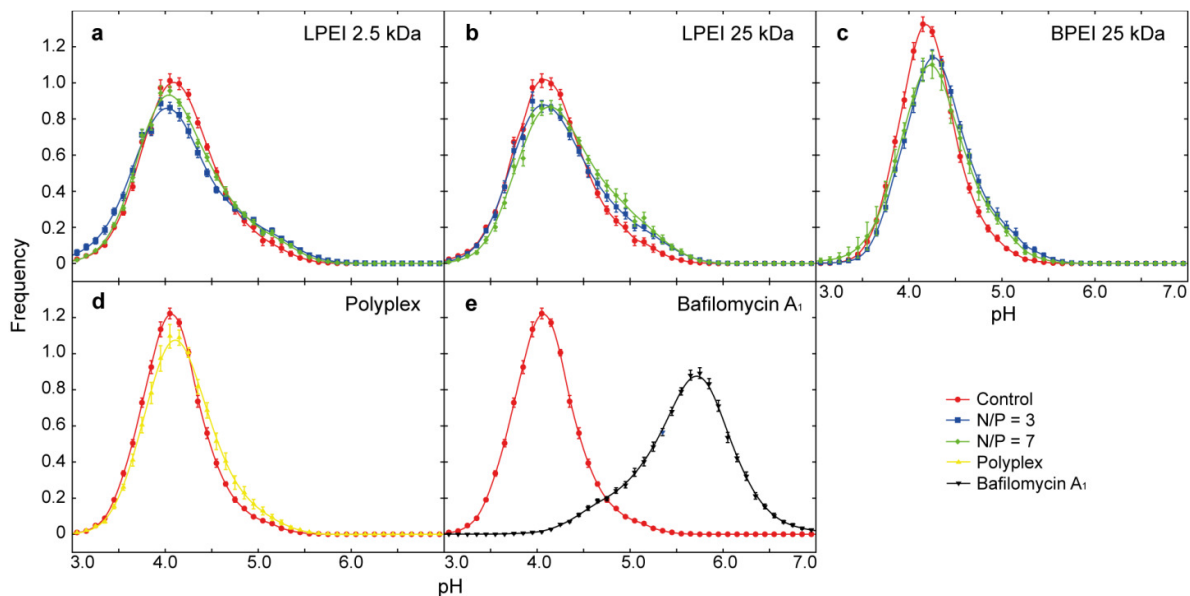 a LPEI 2.5 kDa b LPEI 25 kDa c BPEI 25 kDa
1.2
1.0
0.8
0.6
0.4
0.2
0
3.0 4.0 5.0 6.0 7.0
pH
Frequency
d Polyplex e Bafilomycin A₁
1.2
1.0
0.8
0.6
0.4
0.2
0
3.0 4.0 5.0 6.0 3.0 4.0 5.0 6.0 7.0
pH
Control
N/P = 3
N/P = 7
Polyplex
Bafilomycin A₁